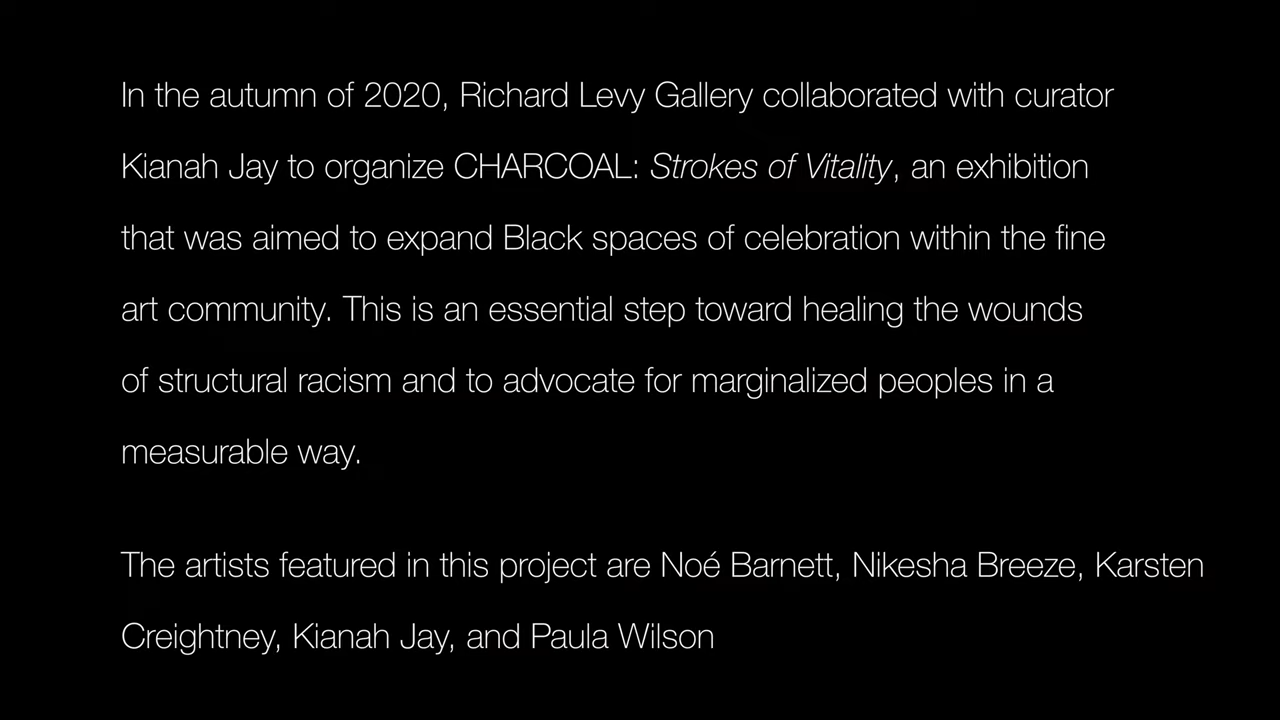 In the autumn of 2020, Richard Levy Gallery collaborated with curator
Kianah Jay to organize CHARCOAL: Strokes of Vitality, an exhibition
that was aimed to expand Black spaces of celebration within the fine
art community. This is an essential step toward healing the wounds
of structural racism and to advocate for marginalized peoples in a
measurable way.
The artists featured in this project are Noé Barnett, Nikesha Breeze, Karsten
Creightney, Kianah Jay, and Paula Wilson